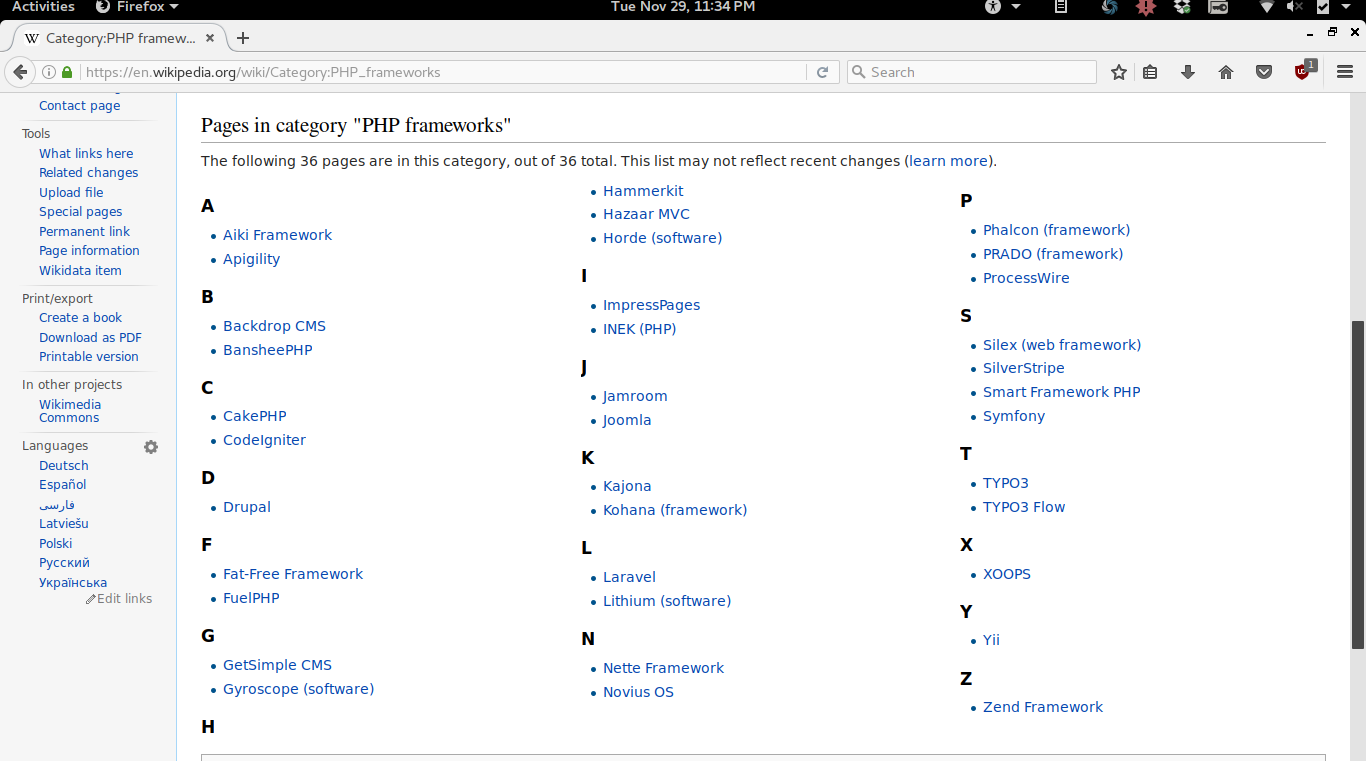 Activities Firefox Tue Nov 29, 11:34 PM
Category:PHP framew...
https://en.wikipedia.org/wiki/Category:PHP_frameworks Search 1
Contact page
Tools
What links here
Related changes
Upload file
Special pages
Permanent link
Page information
Wikidata item
Print/export
Create a book
Download as PDF
Printable version
In other projects
Wikimedia
Commons
Languages
Deutsch
Español
فارسی
Latviešu
Polski
Русский
Українська
Edit links
Pages in category "PHP frameworks"
The following 36 pages are in this category, out of 36 total. This list may not reflect recent changes (learn more).
A
Aiki Framework
Apigility
B
Backdrop CMS
BansheePHP
C
CakePHP
CodeIgniter
D
Drupal
F
Fat-Free Framework
FuelPHP
G
GetSimple CMS
Gyroscope (software)
H
Hammerkit
Hazaar MVC
Horde (software)
I
ImpressPages
INEK (PHP)
J
Jamroom
Joomla
K
Kajona
Kohana (framework)
L
Laravel
Lithium (software)
N
Nette Framework
Novius OS
P
Phalcon (framework)
PRADO (framework)
ProcessWire
S
Silex (web framework)
SilverStripe
Smart Framework PHP
Symfony
T
TYPO3
TYPO3 Flow
X
XOOPS
Y
Yii
Z
Zend Framework